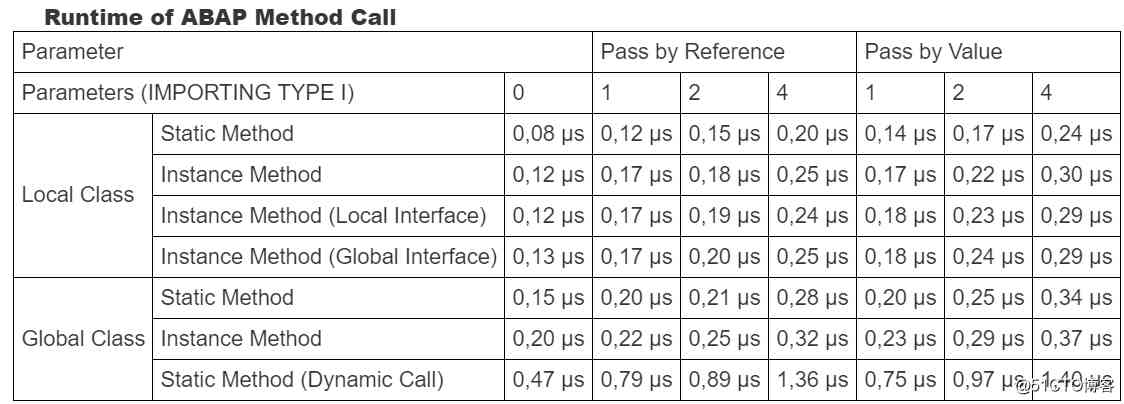 Runtime of ABAP Method Call
Parameter Pass by Reference Pass by Value
Parameters (IMPORTING TYPE I) 0 1 2 4 1 2 4
Local Class
Static Method 0,08 µs 0,12 µs 0,15 µs 0,20 µs 0,14 µs 0,17 µs 0,24 µs
Instance Method 0,12 µs 0,17 µs 0,18 µs 0,25 µs 0,17 µs 0,22 µs 0,30 µs
Instance Method (Local Interface) 0,12 µs 0,17 µs 0,19 µs 0,24 µs 0,18 µs 0,23 µs 0,29 µs
Instance Method (Global Interface) 0,13 µs 0,17 µs 0,20 µs 0,25 µs 0,18 µs 0,24 µs 0,29 µs
Global Class
Static Method 0,15 µs 0,20 µs 0,21 µs 0,28 µs 0,20 µs 0,25 µs 0,34 µs
Instance Method 0,20 µs 0,22 µs 0,25 µs 0,32 µs 0,23 µs 0,29 µs 0,37 µs
Static Method (Dynamic Call) 0,47 µs 0,79 µs 0,89 µs 1,36 µs 0,75 µs 0,97 µs
@51CTO博客